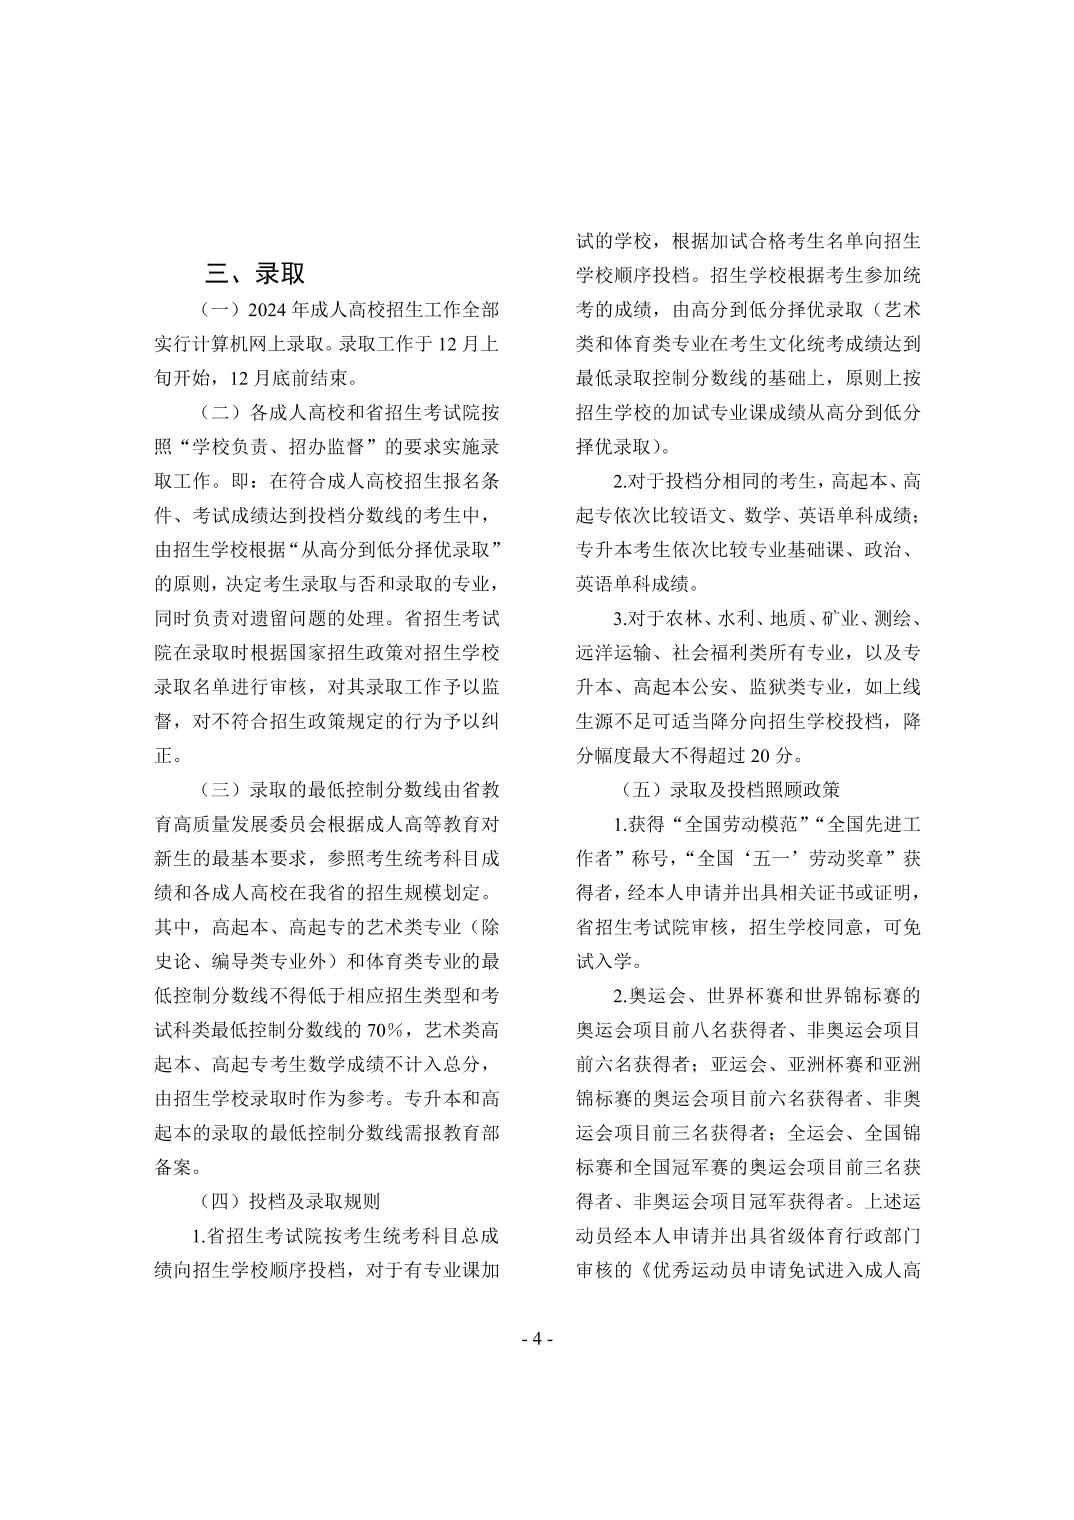 三、录取
（一）2024 年成人高校招生工作全部
实行计算机网上录取。录取工作于 12 月上
旬开始，12 月底前结束。
（二）各成人高校和省招生考试院按
照“学校负责、招办监督”的要求实施录
取工作。即：在符合成人高校招生报名条
件、考试成绩达到投档分数线的考生中，
由招生学校根据“从高分到低分择优录取”
的原则，决定考生录取与否和录取的专业，
同时负责对遗留问题的处理。省招生考试
院在录取时根据国家招生政策对招生学校
录取名单进行审核，对其录取工作予以监
督，对不符合招生政策规定的行为予以纠
正。
（三）录取的最低控制分数线由省教
育高质量发展委员会根据成人高等教育对
新生的最基本要求，参照考生统考科目成
绩和各成人高校在我省的招生规模划定。
其中，高起本、高起专的艺术类专业（除
史论、编导类专业外）和体育类专业的最
低控制分数线不得低于相应招生类型和考
试科类最低控制分数线的 70%，艺术类高
起本、高起专考生数学成绩不计入总分，
由招生学校录取时作为参考。专升本和高
起本的录取的最低控制分数线需报教育部
备案。
（四）投档及录取规则
1.省招生考试院按考生统考科目总成
绩向招生学校顺序投档，对于有专业课加
试的学校，根据加试合格考生名单向招生
学校顺序投档。招生学校根据考生参加统
考的成绩，由高分到低分择优录取（艺术
类和体育类专业在考生文化统考成绩达到
最低录取控制分数线的基础上，原则上按
招生学校的加试专业课成绩从高分到低分
择优录取）。
2.对于投档分相同的考生，高起本、高
起专依次比较语文、数学、英语单科成绩；
专升本考生依次比较专业基础课、政治、
英语单科成绩。
3.对于农林、水利、地质、矿业、测绘、
远洋运输、社会福利类所有专业，以及专
升本、高起本公安、监狱类专业，如上线
生源不足可适当降分向招生学校投档，降
分幅度最大不得超过 20 分。
（五）录取及投档照顾政策
1.获得“全国劳动模范”“全国先进工
作者”称号，“全国‘五一’劳动奖章”获
得者，经本人申请并出具相关证书或证明，
省招生考试院审核，招生学校同意，可免
试入学。
2.奥运会、世界杯赛和世界锦标赛的
奥运会项目前八名获得者、非奥运会项目
前六名获得者；亚运会、亚洲杯赛和亚洲
锦标赛的奥运会项目前六名获得者、非奥
运会项目前三名获得者；全运会、全国锦
标赛和全国冠军赛的奥运会项目前三名获
得者、非奥运会项目冠军获得者。上述运
动员经本人申请并出具省级体育行政部门
审核的《优秀运动员申请免试进入成人高
- 4 -